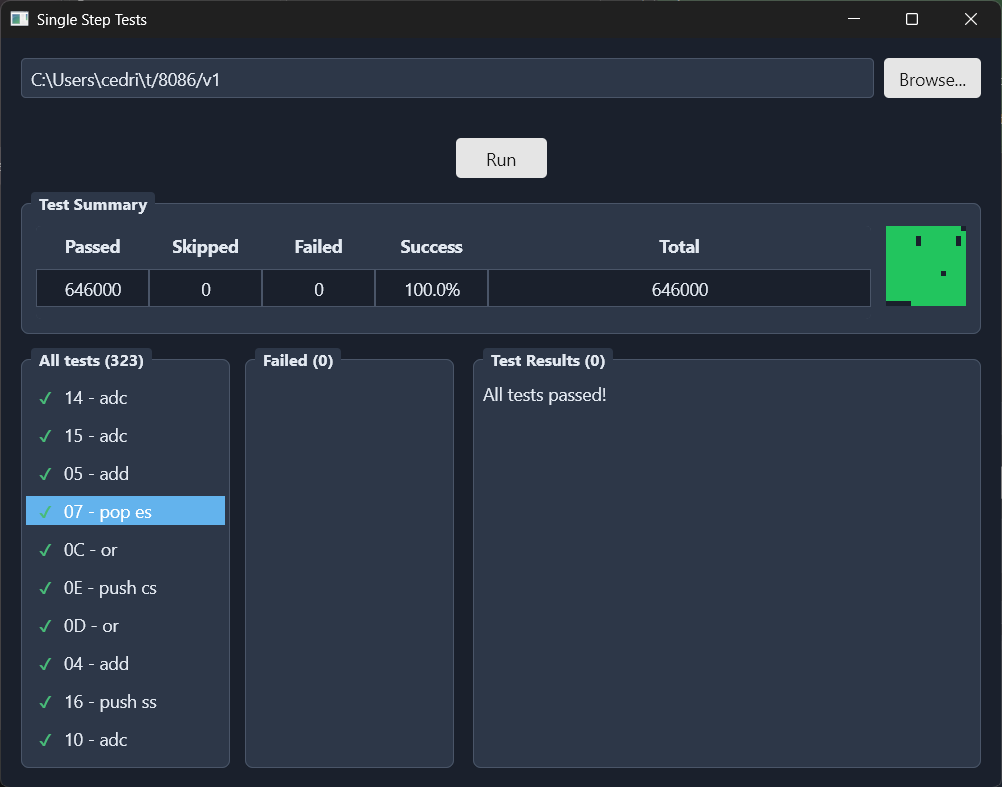 Single Step Tests
C:\Users\cedri\t/8086/v1
Browse...
Run
Test Summary
Passed Skipped Failed Success Total
646000 0 0 100.0% 646000
All tests (323)
✓ 14 - adc
✓ 15 - adc
✓ 05 - add
✓ 07 - pop es
✓ 0C - or
✓ 0E - push cs
✓ 0D - or
✓ 04 - add
✓ 16 - push ss
✓ 10 - adc
Failed (0)
Test Results (0)
All tests passed!